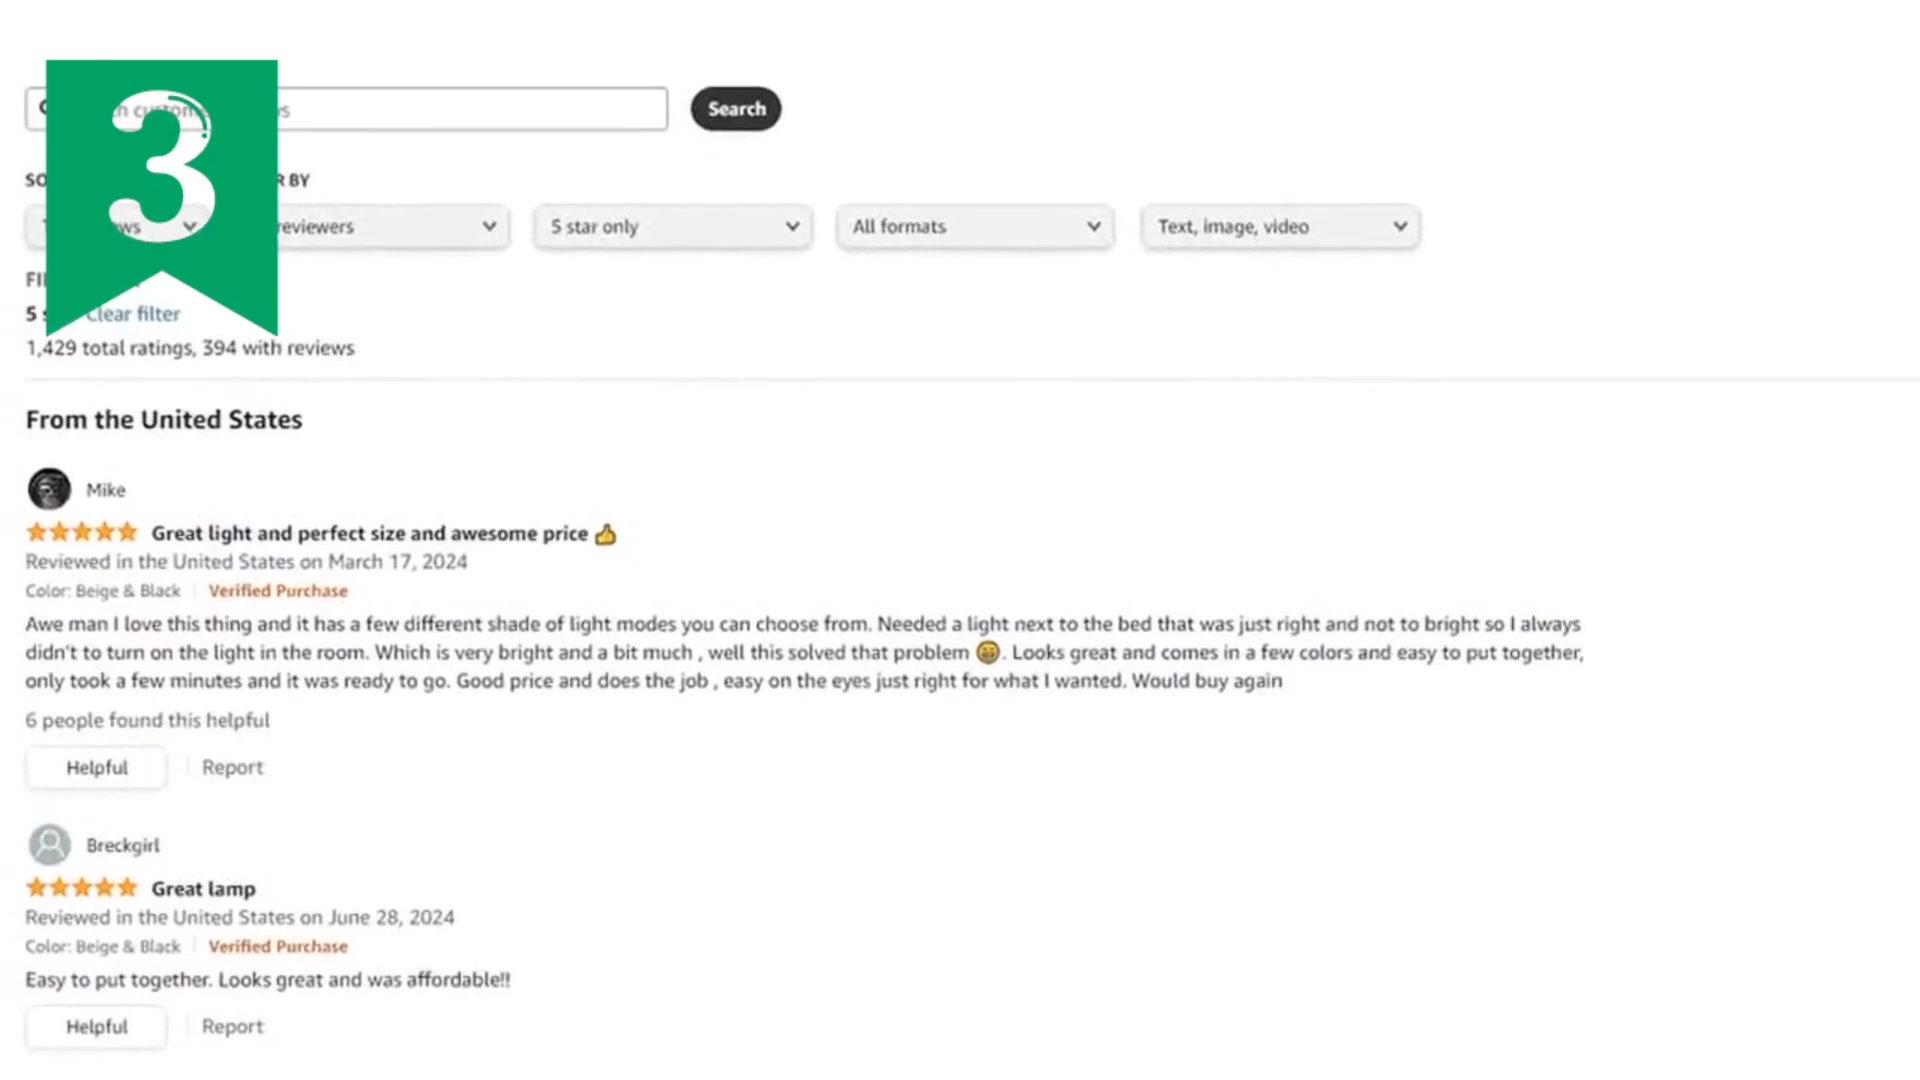 3
Search
R BY
reviewers
5 star only
All formats
Text, image, video
5
Clear filter
1,429 total ratings, 394 with reviews
From the United States
Mike
Great light and perfect size and awesome price 👍
Reviewed in the United States on March 17, 2024
Color: Beige & Black | Verified Purchase
Awe man I love this thing and it has a few different shade of light modes you can choose from. Needed a light next to the bed that was just right and not to bright so I always
didn't to turn on the light in the room. Which is very bright and a bit much , well this solved that problem 😀. Looks great and comes in a few colors and easy to put together,
only took a few minutes and it was ready to go. Good price and does the job , easy on the eyes just right for what I wanted. Would buy again
6 people found this helpful
Helpful | Report
Breckgirl
Great lamp
Reviewed in the United States on June 28, 2024
Color: Beige & Black | Verified Purchase
Easy to put together. Looks great and was affordable!!
Helpful | Report